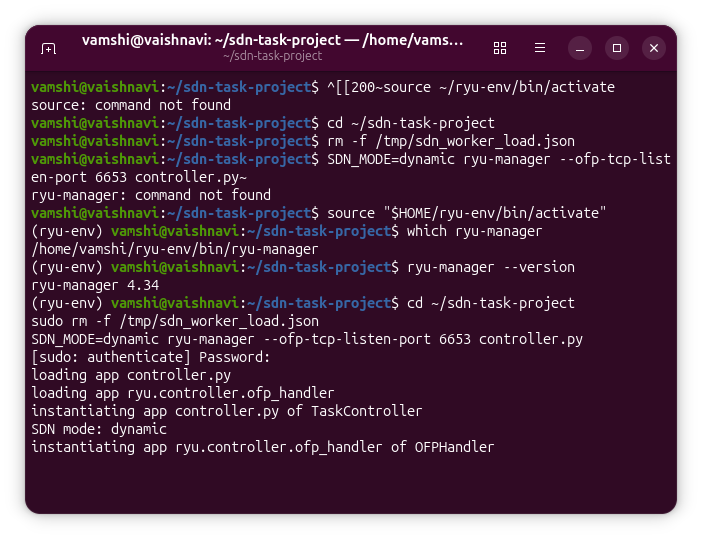 vamshi@vaishnavi: ~/sdn-task-project — /home/vams…
~/sdn-task-project
vamshi@vaishnavi:~/sdn-task-project$ ^[[200~source ~/ryu-env/bin/activate
source: command not found
vamshi@vaishnavi:~/sdn-task-project$ cd ~/sdn-task-project
vamshi@vaishnavi:~/sdn-task-project$ rm -f /tmp/sdn_worker_load.json
vamshi@vaishnavi:~/sdn-task-project$ SDN_MODE=dynamic ryu-manager --ofp-tcp-list
en-port 6653 controller.py~
ryu-manager: command not found
vamshi@vaishnavi:~/sdn-task-project$ source "$HOME/ryu-env/bin/activate"
(ryu-env) vamshi@vaishnavi:~/sdn-task-project$ which ryu-manager
/home/vamshi/ryu-env/bin/ryu-manager
(ryu-env) vamshi@vaishnavi:~/sdn-task-project$ ryu-manager --version
ryu-manager 4.34
(ryu-env) vamshi@vaishnavi:~/sdn-task-project$ cd ~/sdn-task-project
sudo rm -f /tmp/sdn_worker_load.json
SDN_MODE=dynamic ryu-manager --ofp-tcp-listen-port 6653 controller.py
[sudo: authenticate] Password:
loading app controller.py
loading app ryu.controller.ofp_handler
instantiating app controller.py of TaskController
SDN mode: dynamic
instantiating app ryu.controller.ofp_handler of OFPHandler